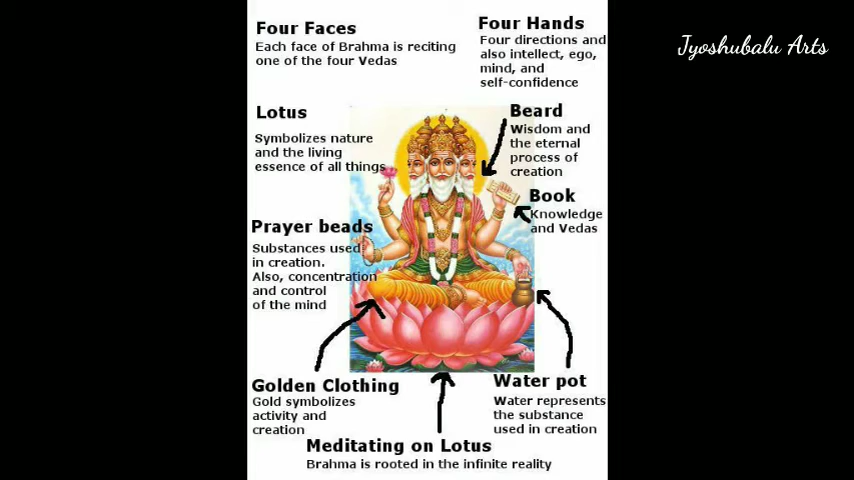 Four Faces
Each face of Brahma is reciting
one of the four Vedas
Four Hands
Four directions and
also intellect, ego,
mind, and
self-confidence
Jyoshubalu Arts
Lotus
Symbolizes nature
and the living
essence of all things
Beard
Wisdom and
the eternal
process of
creation
Book
Knowledge
and Vedas
Prayer beads
Substances used
in creation.
Also, concentration
and control
of the mind
Golden Clothing
Gold symbolizes
activity and
creation
Water pot
Water represents
the substance
used in creation
Meditating on Lotus
Brahma is rooted in the infinite reality